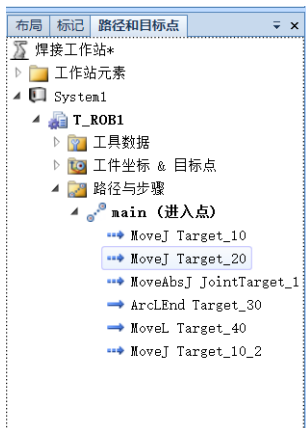 布局 标记 路径和目标点
焊接工作站*
工作站元素
System1
T_ROB1
工具数据
工件坐标 & 目标点
路径与步骤
main (进入点)
MoveJ Target_10
MoveJ Target_20
MoveAbsJ JointTarget_1
ArcLEnd Target_30
MoveL Target_40
MoveJ Target_10_2